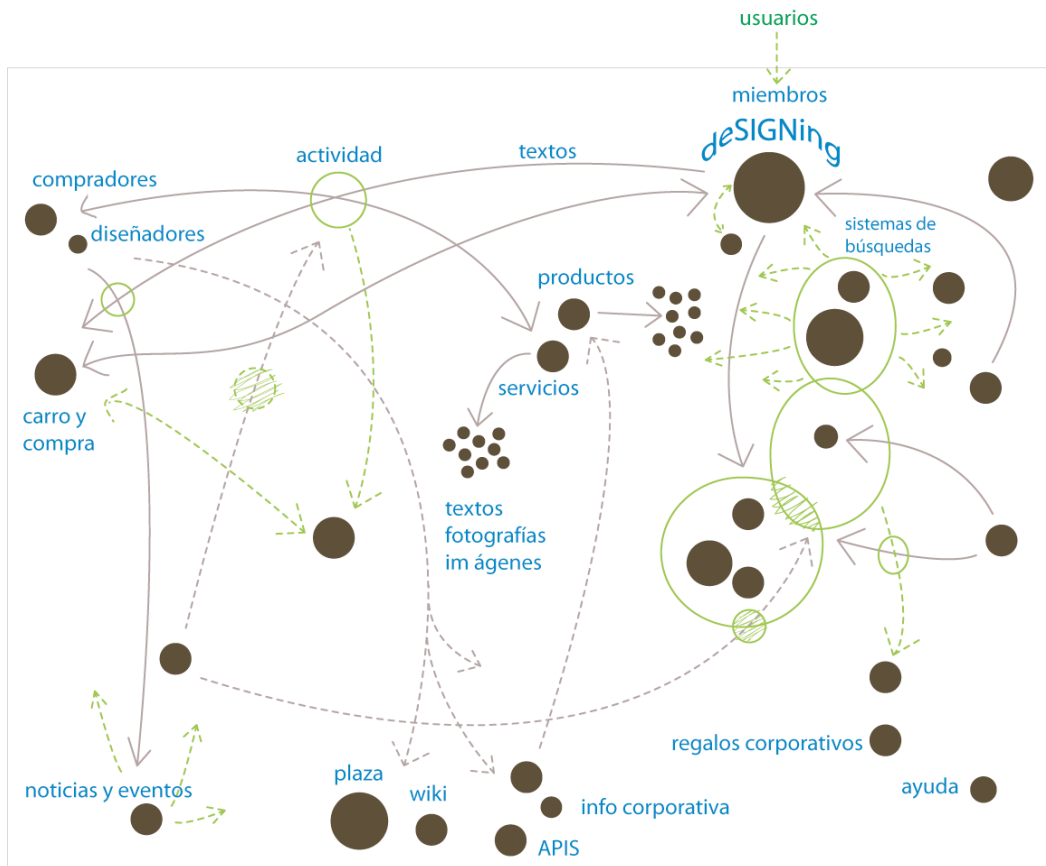 usuarios
miembros
deSIGNing
actividad
textos
compradores
diseñadores
sistemas de
búsquedas
productos
servicios
carro y
compra
textos
fotografías
im ágenes
regalos corporativos
plaza
noticias y eventos
wiki
info corporativa
ayuda
APIS